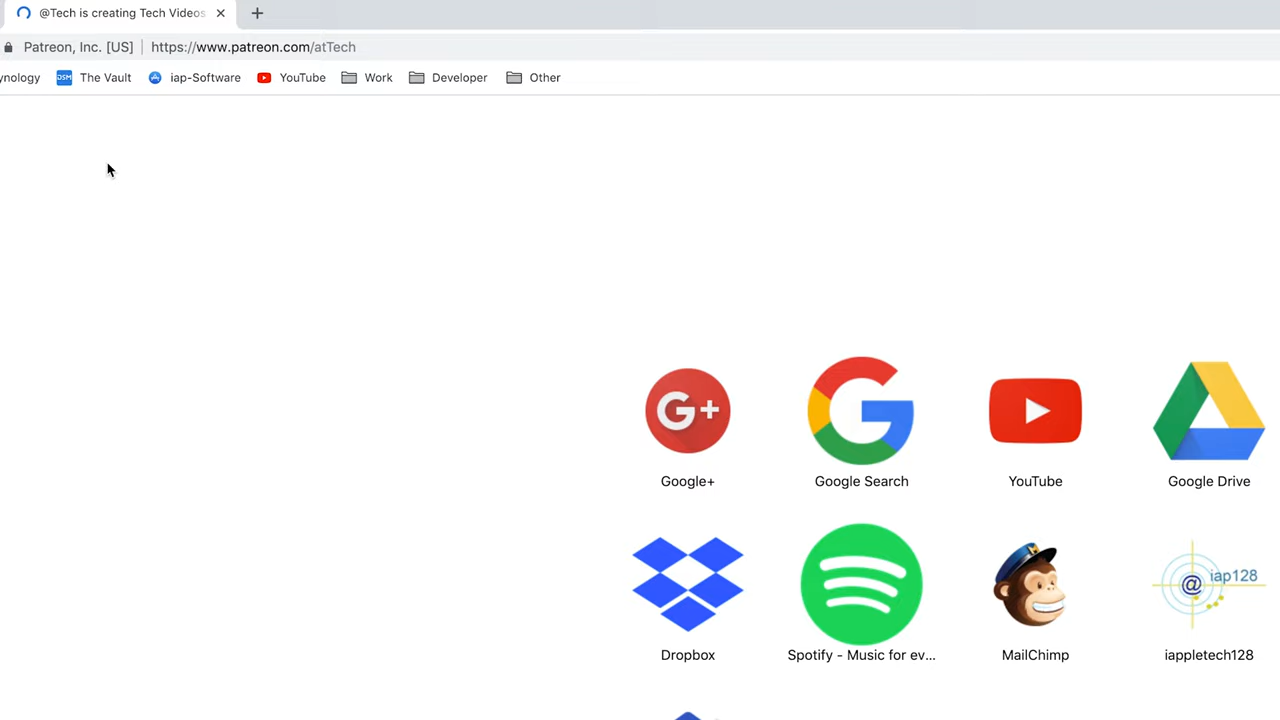 @Tech is creating Tech Videos
Patreon, Inc. [US] https://www.patreon.com/atTech
ynology DSM The Vault iap-Software YouTube Work Developer Other
G+
G
Google+ Google Search YouTube Google Drive
@ iap128
Dropbox Spotify - Music for ev... MailChimp iappletech128